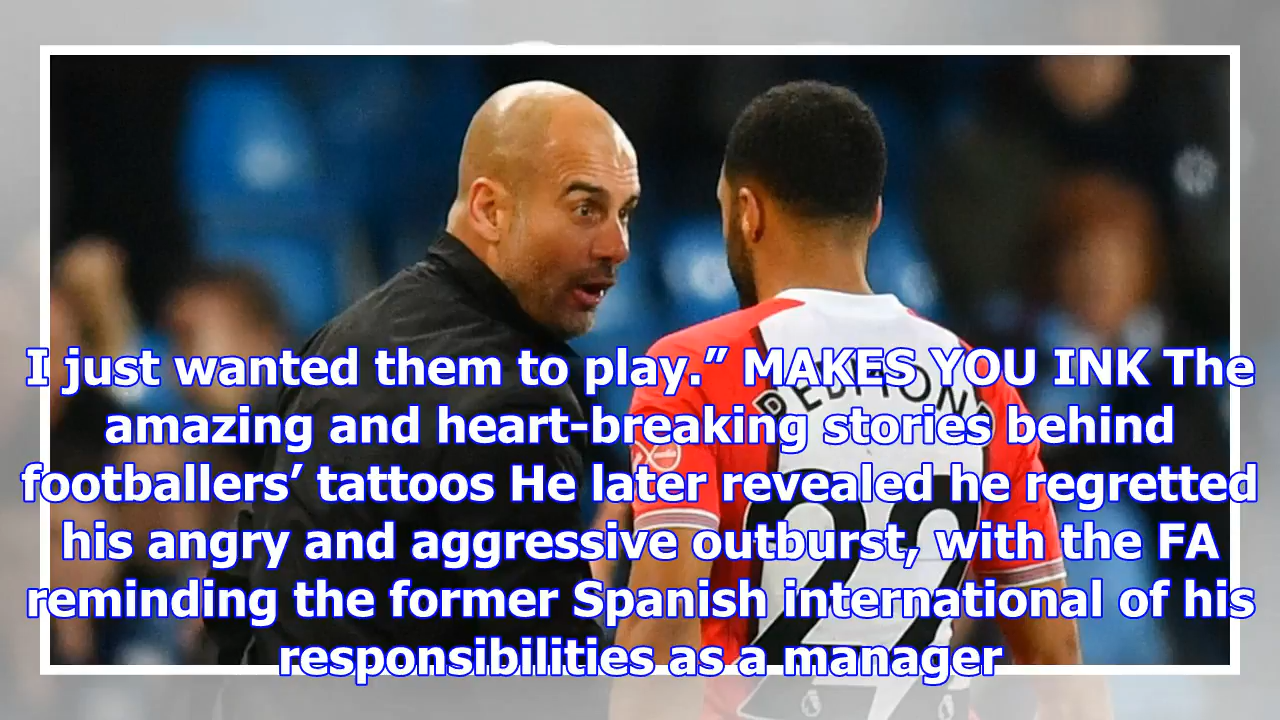 I just wanted them to play.” MAKES YOU INK The
amazing and heart-breaking stories behind
footballers’ tattoos He later revealed he regretted
his angry and aggressive outburst, with the FA
reminding the former Spanish international of his
responsibilities as a manager
REDMOND
22